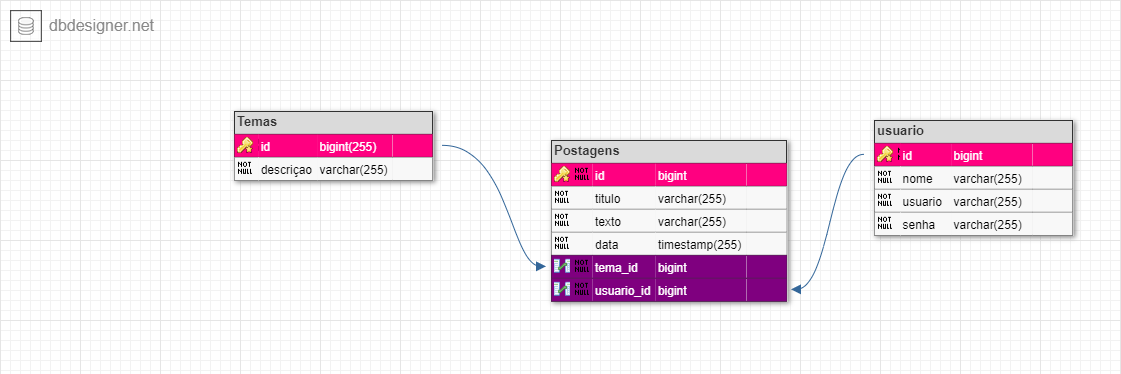 dbdesigner.net
Temas
id bigint(255)
NOT NULL descriçao varchar(255)
Postagens
NOT NULL id bigint
NOT NULL titulo varchar(255)
NOT NULL texto varchar(255)
NOT NULL data timestamp(255)
NOT NULL tema_id bigint
NOT NULL usuario_id bigint
usuario
id bigint
NOT NULL nome varchar(255)
NOT NULL usuario varchar(255)
NOT NULL senha varchar(255)